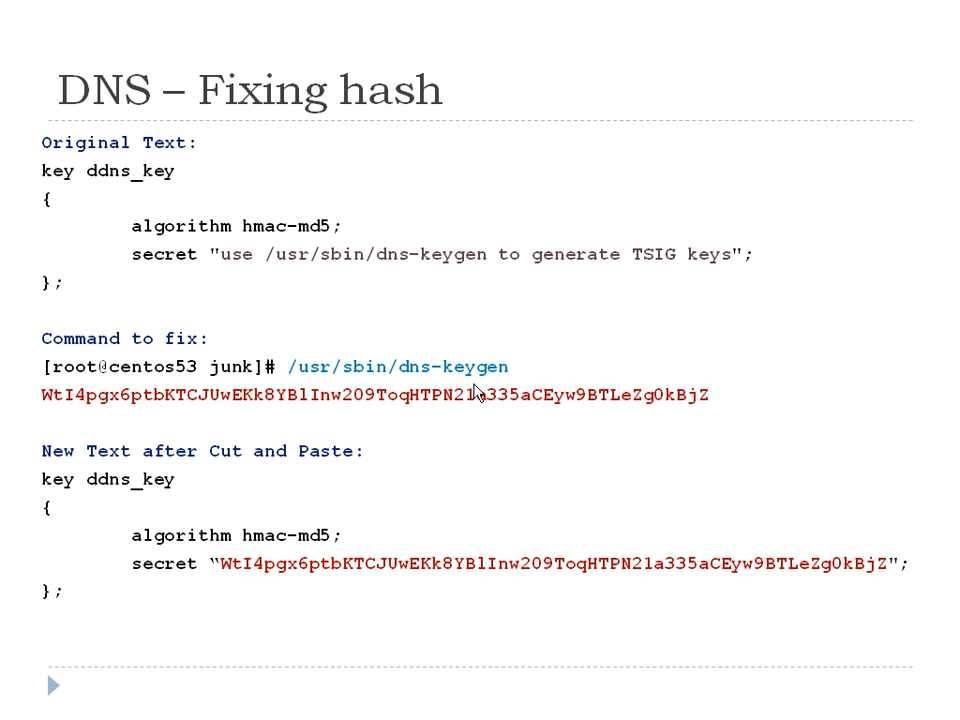 DNS – Fixing hash
Original Text:
key ddns_key
{
algorithm hmac-md5;
secret "use /usr/sbin/dns-keygen to generate TSIG keys";
};
Command to fix:
[root@centos53 junk]# /usr/sbin/dns-keygen
WtI4pgx6ptbKTCJUwEKk8YBlInw209ToqHTPN21a335aCEyw9BTLeZg0kBjZ
New Text after Cut and Paste:
key ddns_key
{
algorithm hmac-md5;
secret “WtI4pgx6ptbKTCJUwEKk8YBlInw209ToqHTPN21a335aCEyw9BTLeZg0kBjZ";
};